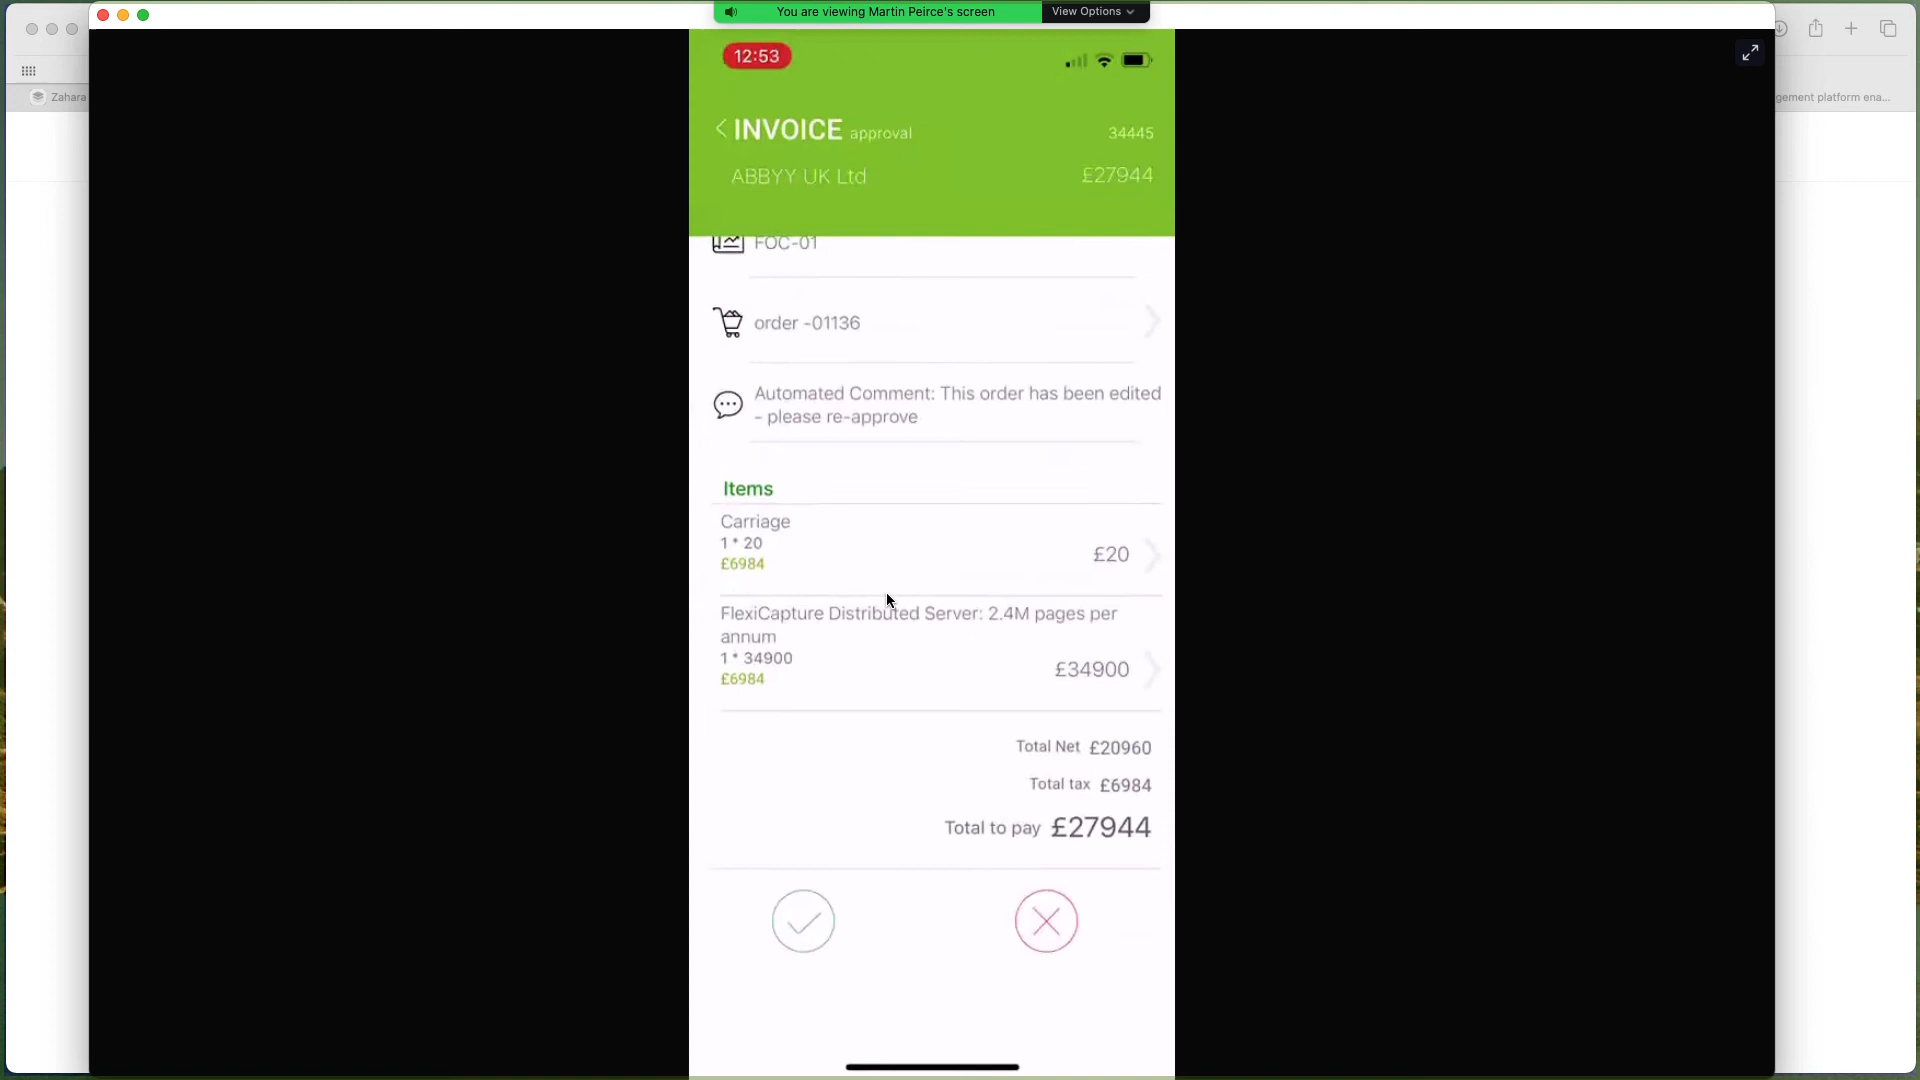 You are viewing Martin Peirce's screen
View Options
Zahara
gement platform ena...
12:53
INVOICE approval
34445
ABBYY UK Ltd
£27944
FOC-01
order -01136
Automated Comment: This order has been edited
- please re-approve
Items
Carriage
1 * 20
£6984
£20
FlexiCapture Distributed Server: 2.4M pages per
annum
1 * 34900
£6984
£34900
Total Net £20960
Total tax £6984
Total to pay £27944